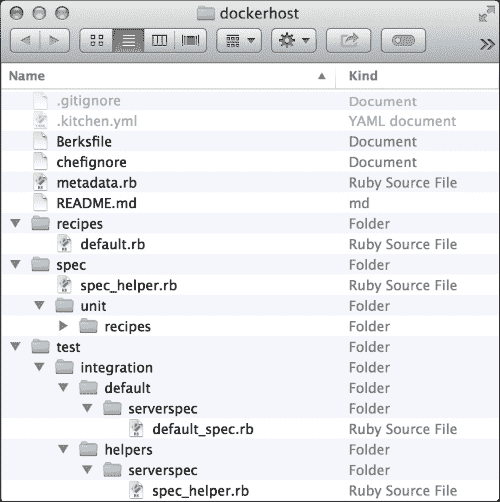 dockerhost
Name Kind
.gitignore Document
.kitchen.yml YAML document
Berksfile Document
chefignore Document
metadata.rb Ruby Source File
README.md md
recipes Folder
default.rb Ruby Source File
spec Folder
spec_helper.rb Ruby Source File
unit Folder
recipes Folder
test Folder
integration Folder
default Folder
serverspec Folder
default_spec.rb Ruby Source File
helpers Folder
serverspec Folder
spec_helper.rb Ruby Source File